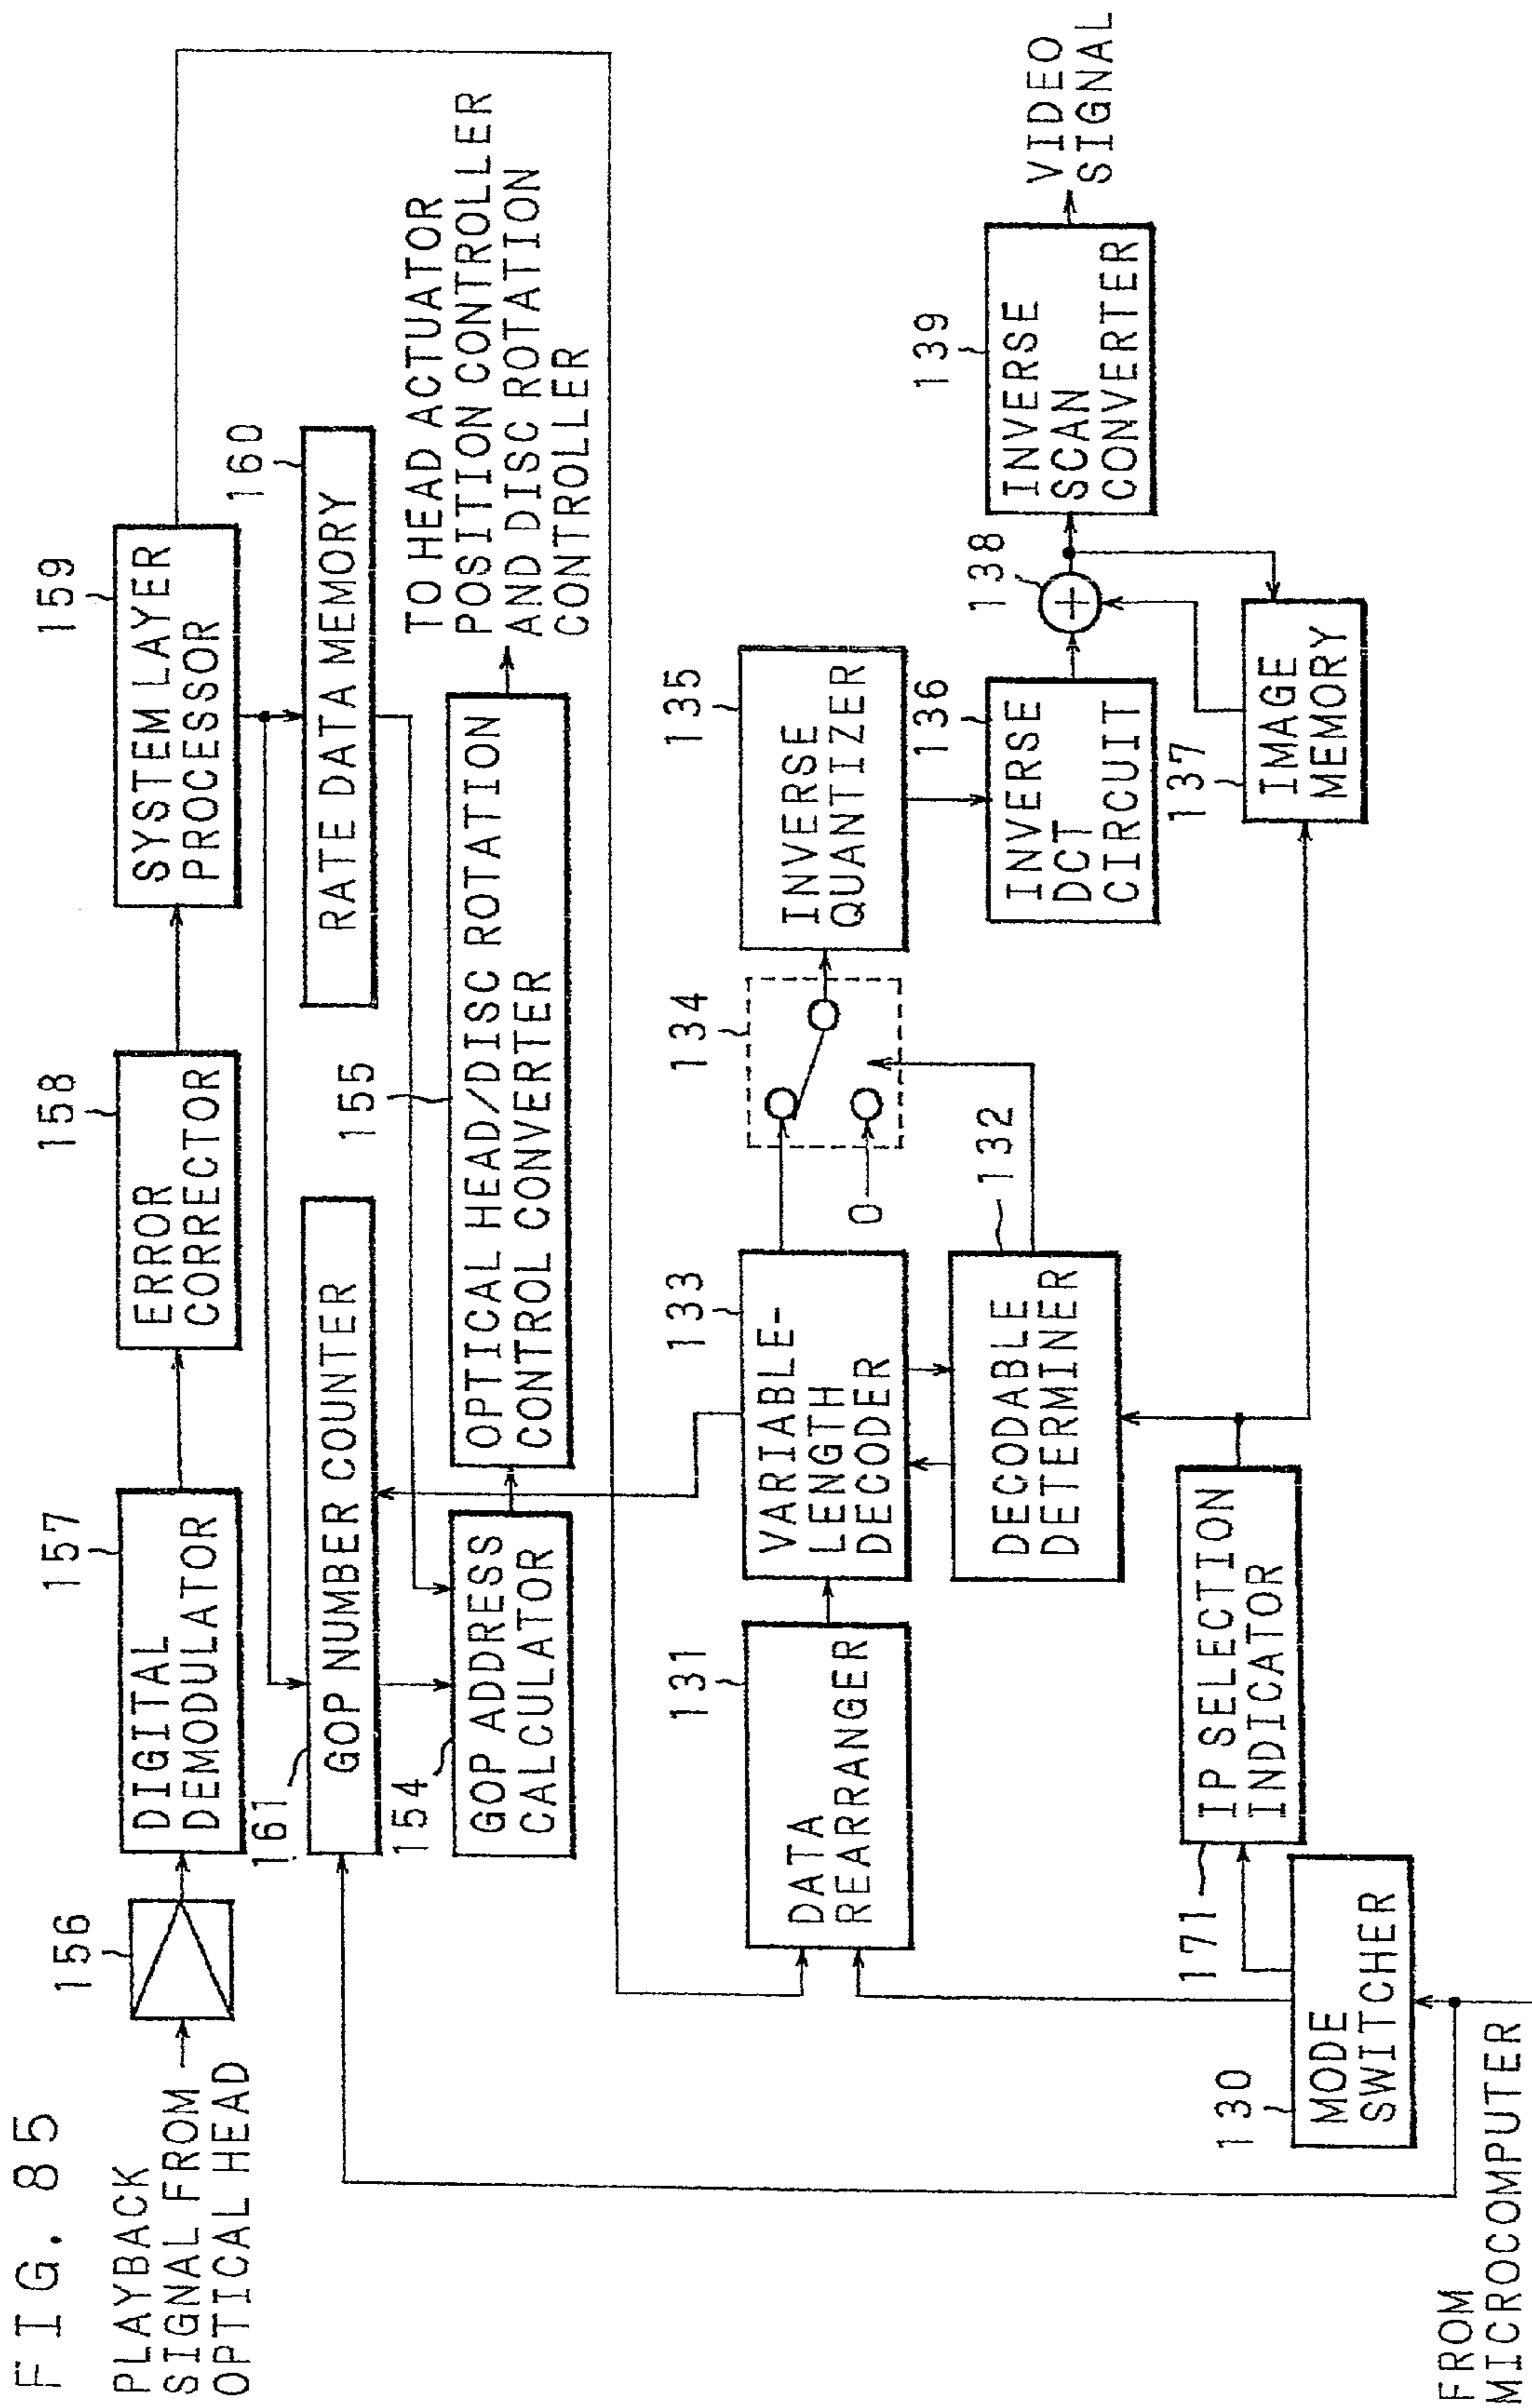 FIG. 85
PLAYBACK
SIGNAL FROM
OPTICAL HEAD
156
157
DIGITAL
DEMODULATOR
158
ERROR
CORRECTOR
159
SYSTEM LAYER
PROCESSOR
161
GOP NUMBER COUNTER
160
RATE DATA MEMORY
154
GOP ADDRESS
CALCULATOR
155
OPTICAL HEAD/DISC ROTATION
CONTROL CONVERTER
TO HEAD ACTUATOR
POSITION CONTROLLER
AND DISC ROTATION
CONTROLLER
131
DATA
REARRANGER
133
VARIABLE-
LENGTH
DECODER
134
0
135
INVERSE
QUANTIZER
132
DECODABLE
DETERMINER
136
INVERSE
DCT
CIRCUIT
138
139
INVERSE
SCAN
CONVERTER
VIDEO
SIGNAL
137
IMAGE
MEMORY
171
IP SELECTION
INDICATOR
130
MODE
SWITCHER
FROM
MICROCOMPUTER